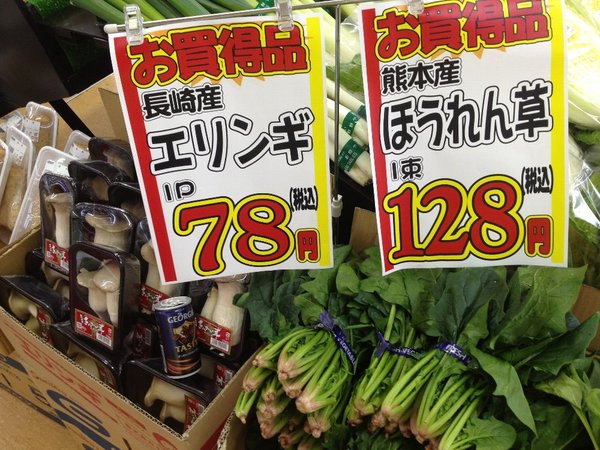 お買得品
長崎産
エリンギ
1P
78円
(税込)
お買得品
熊本産
ほうれん草
1束
128円
(税込)
GEORGIA